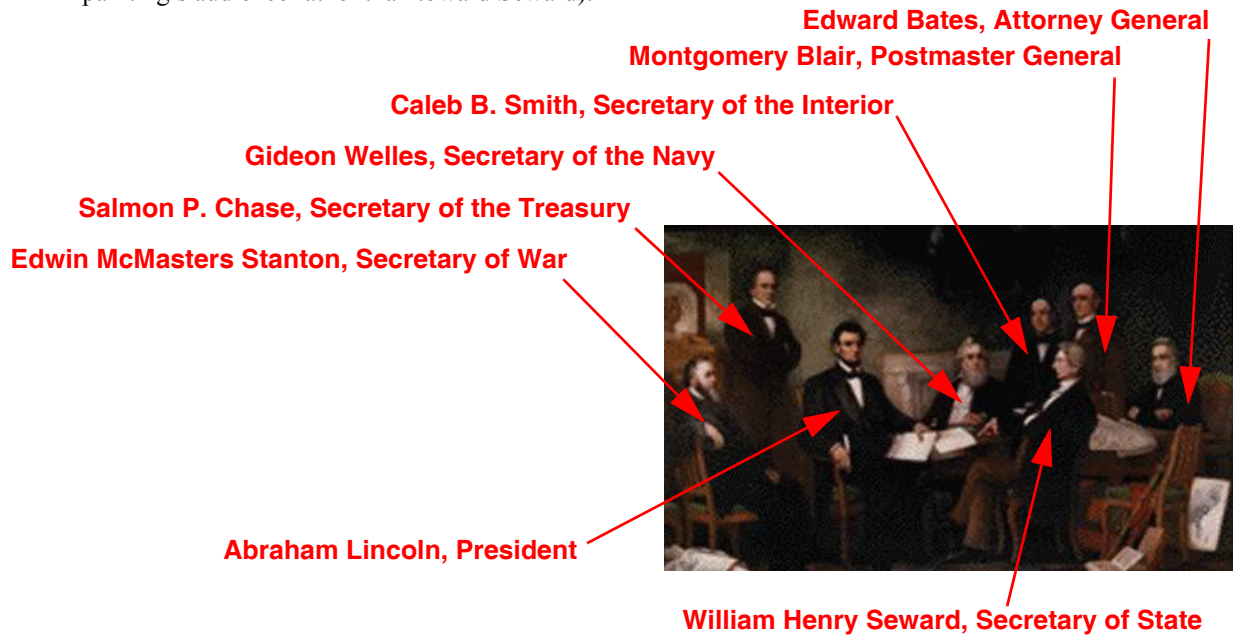 Edward Bates, Attorney General
Montgomery Blair, Postmaster General
Caleb B. Smith, Secretary of the Interior
Gideon Welles, Secretary of the Navy
Salmon P. Chase, Secretary of the Treasury
Edwin McMasters Stanton, Secretary of War
Abraham Lincoln, President
William Henry Seward, Secretary of State